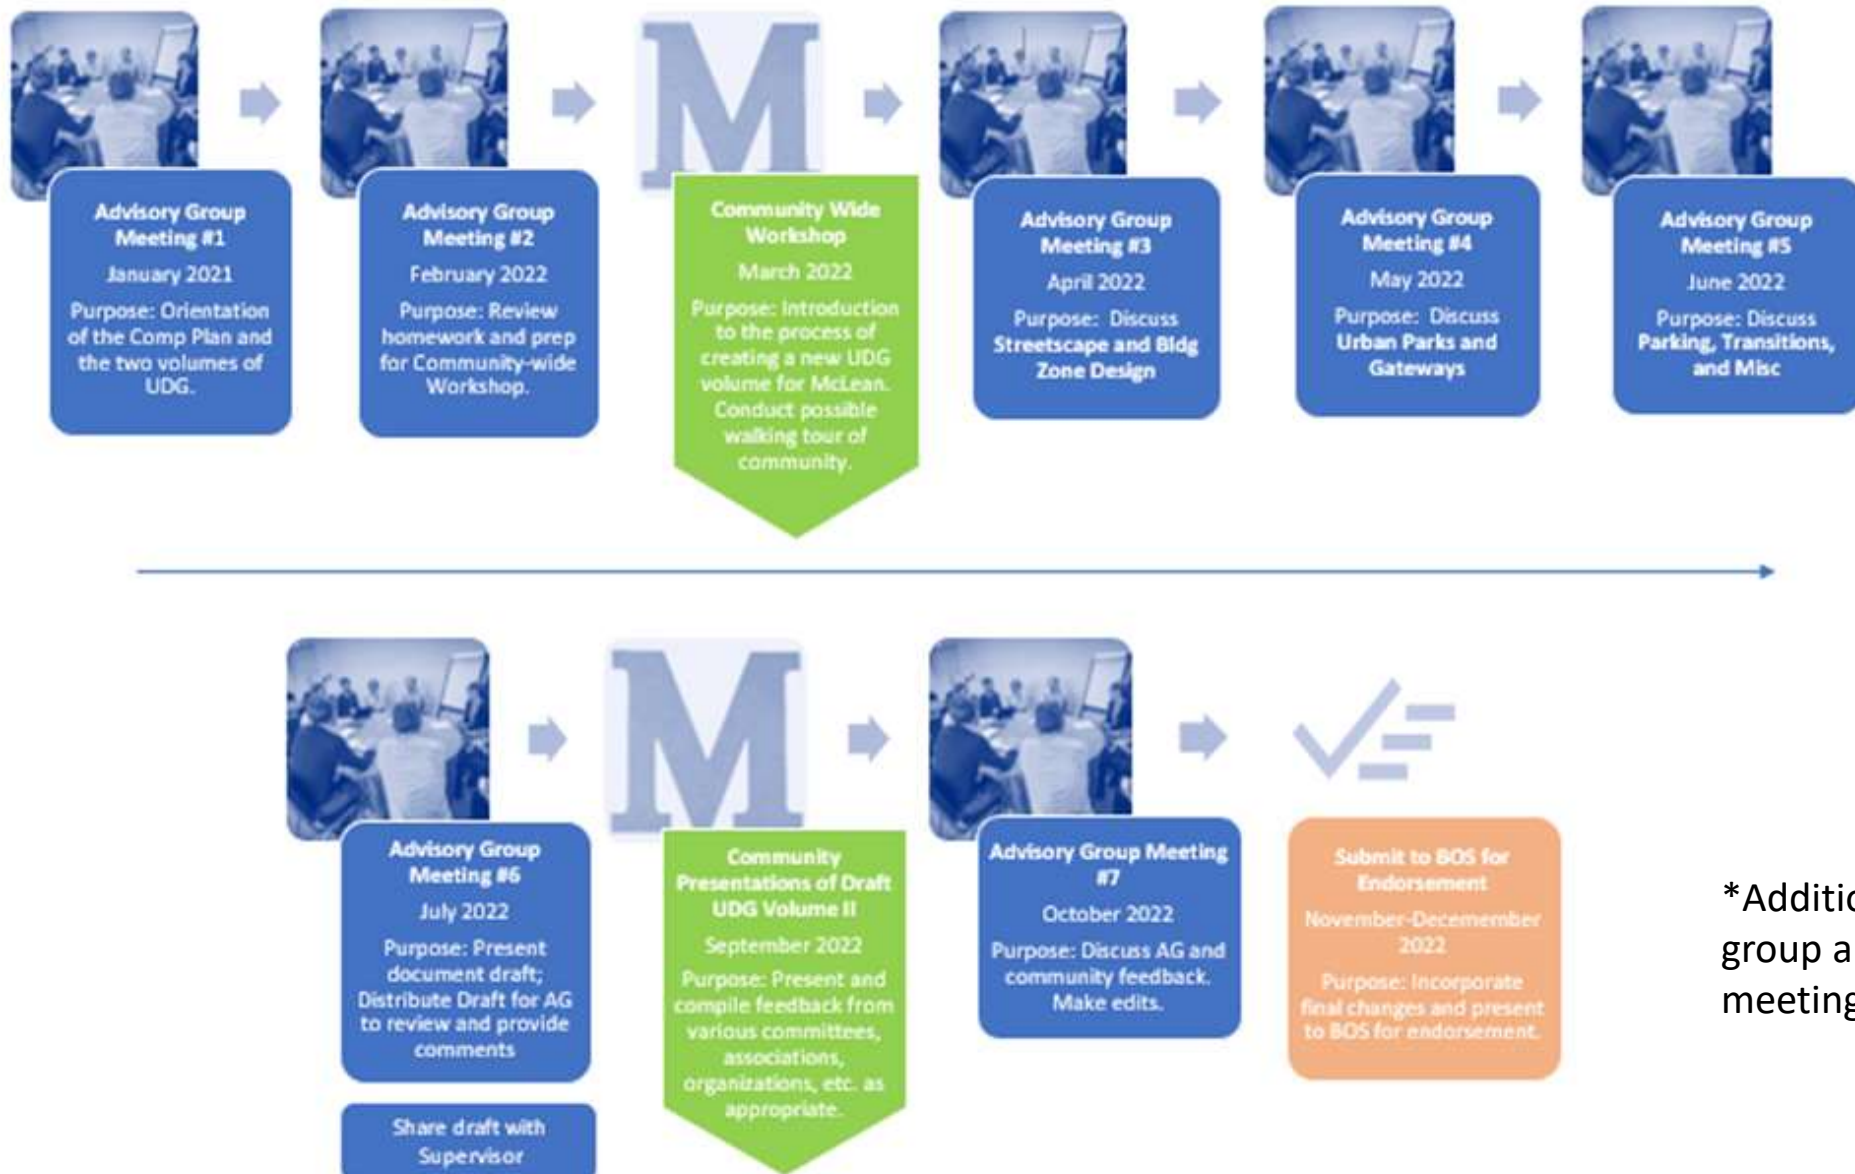 M
Advisory Group
Meeting #1
January 2021
Purpose: Orientation
of the Comp Plan and
the two volumes of
UDG.
Advisory Group
Meeting #2
February 2022
Purpose: Review
homework and prep
for Community-wide
Workshop.
Community Wide
Workshop
March 2022
Purpose: Introduction
to the process of
creating a new UDG
volume for McLean.
Conduct possible
walking tour of
community.
Advisory Group
Meeting #3
April 2022
Purpose: Discuss
Streetscape and Bldg
Zone Design
Advisory Group
Meeting #4
May 2022
Purpose: Discuss
Urban Parks and
Gateways
Advisory Group
Meeting #5
June 2022
Purpose: Discuss
Parking, Transitions,
and Misc
M
Advisory Group
Meeting #6
July 2022
Purpose: Present
document draft;
Distribute Draft for AG
to review and provide
comments
Share draft with
Supervisor
Community
Presentations of Draft
UDG Volume II
September 2022
Purpose: Present and
compile feedback from
various committees,
associations,
organizations, etc. as
appropriate.
Advisory Group Meeting
#7
October 2022
Purpose: Discuss AG and
community feedback.
Make edits.
Submit to BOS for
Endorsement
November-Decemember
2022
Purpose: Incorporate
final changes and present
to BOS for endorsement.
group
meeting